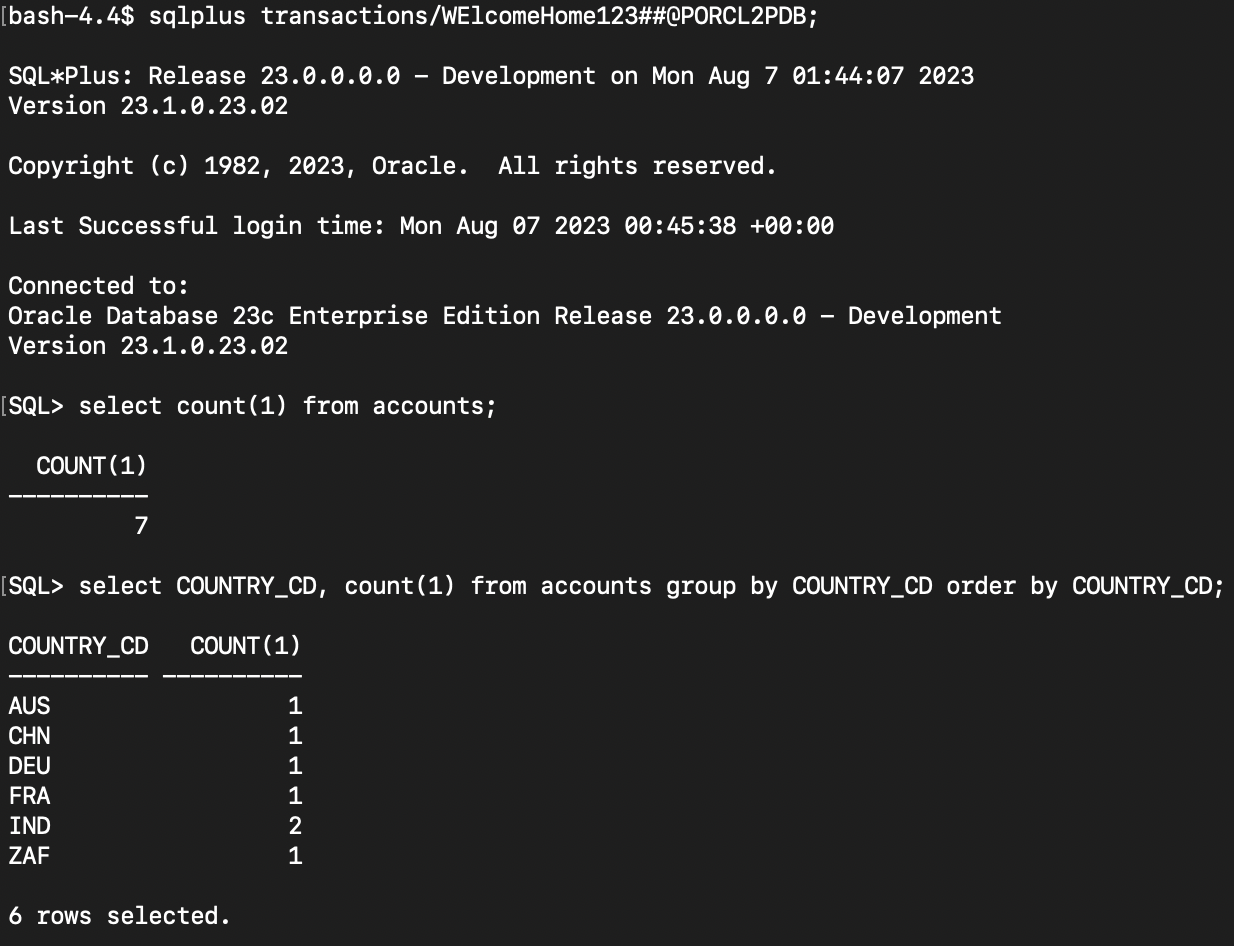 [bash-4.4$ sqlplus transactions/WElcomeHome123##@PORCL2PDB;
SQL*Plus: Release 23.0.0.0.0 – Development on Mon Aug 7 01:44:07 2023
Version 23.1.0.23.02
Copyright (c) 1982, 2023, Oracle.  All rights reserved.
Last Successful login time: Mon Aug 07 2023 00:45:38 +00:00
Connected to:
Oracle Database 23c Enterprise Edition Release 23.0.0.0.0 – Development
Version 23.1.0.23.02
[SQL> select count(1) from accounts;
  COUNT(1)
----------
         7
[SQL> select COUNTRY_CD, count(1) from accounts group by COUNTRY_CD order by COUNTRY_CD;
COUNTRY_CD   COUNT(1)
---------- ----------
AUS                 1
CHN                 1
DEU                 1
FRA                 1
IND                 2
ZAF                 1
6 rows selected.